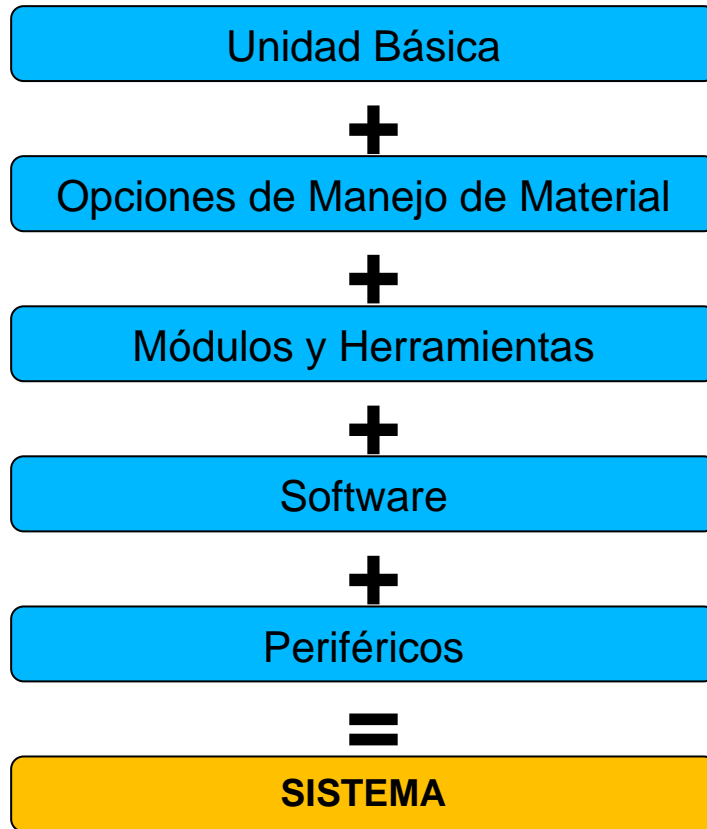 Unidad Básica
+
Opciones de Manejo de Material
+
Módulos y Herramientas
+
Software
+
Periféricos
=
SISTEMA